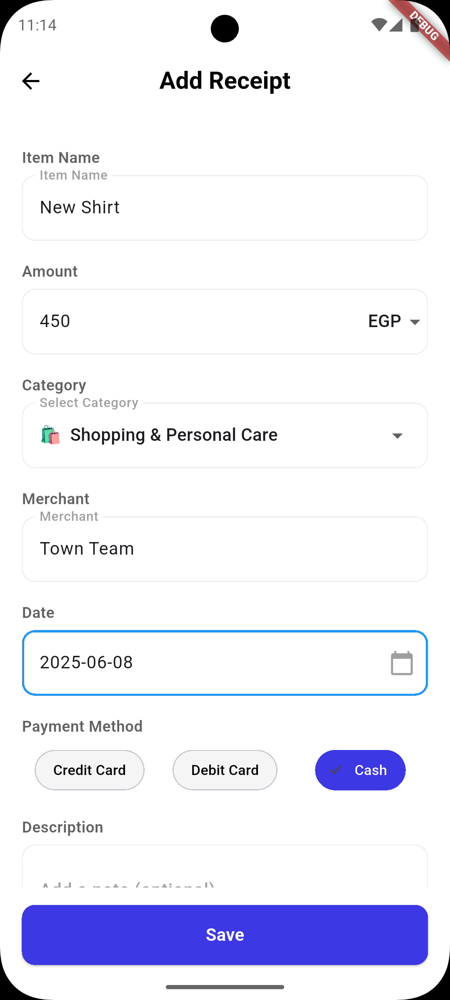 11:14
DEBUG
Add Receipt
Item Name
Item Name
New Shirt
Amount
450 EGP
Category
Select Category
Shopping & Personal Care
Merchant
Merchant
Town Team
Date
2025-06-08
Payment Method
Credit Card Debit Card Cash
Description
Add a note (optional)
Save